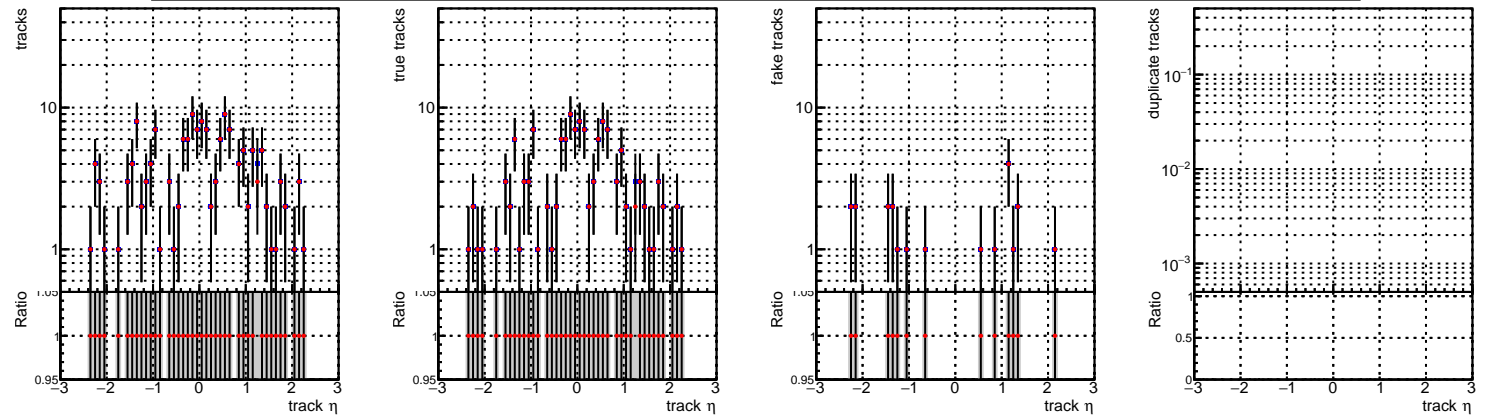 tracks
10
1
Ratio
1.05
1
0.95
−3 −2 −1 0 1 2 3
track η
true tracks
10
1
Ratio
1.05
1
0.95
−3 −2 −1 0 1 2 3
track η
fake tracks
10
1
Ratio
1.05
1
0.95
−3 −2 −1 0 1 2 3
track η
duplicate tracks
10−1
10−2
10−3
Ratio
1
0.5
0
−3 −2 −1 0 1 2 3
track η